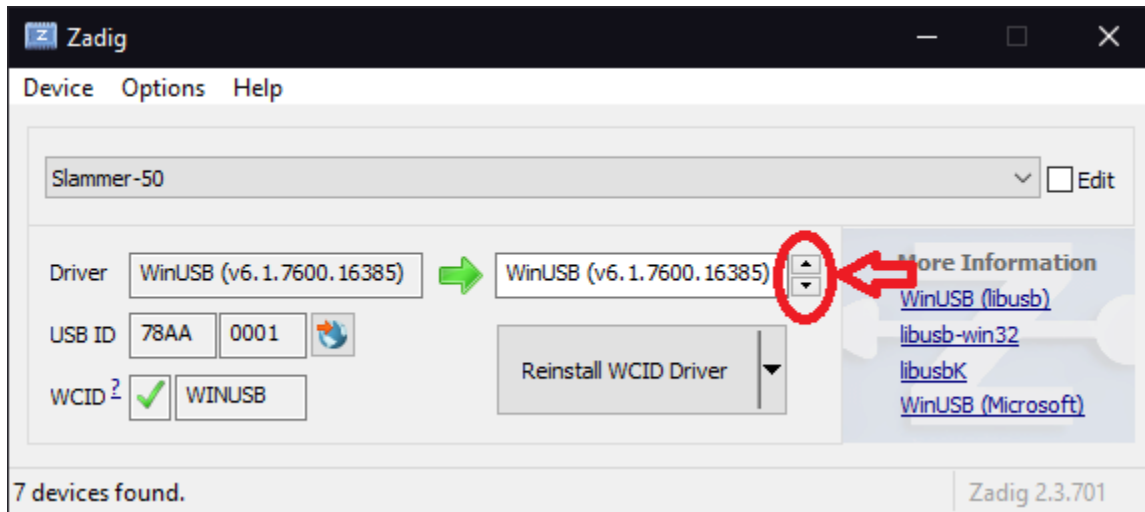 Zadig
Device Options Help
Slammer-50
Edit
Driver WinUSB (v6.1.7600.16385) WinUSB (v6.1.7600.16385)
USB ID 78AA 0001
WCID ? WINUSB
Reinstall WCID Driver
More Information
WinUSB (libusb)
libusb-win32
libusbK
WinUSB (Microsoft)
7 devices found.
Zadig 2.3.701